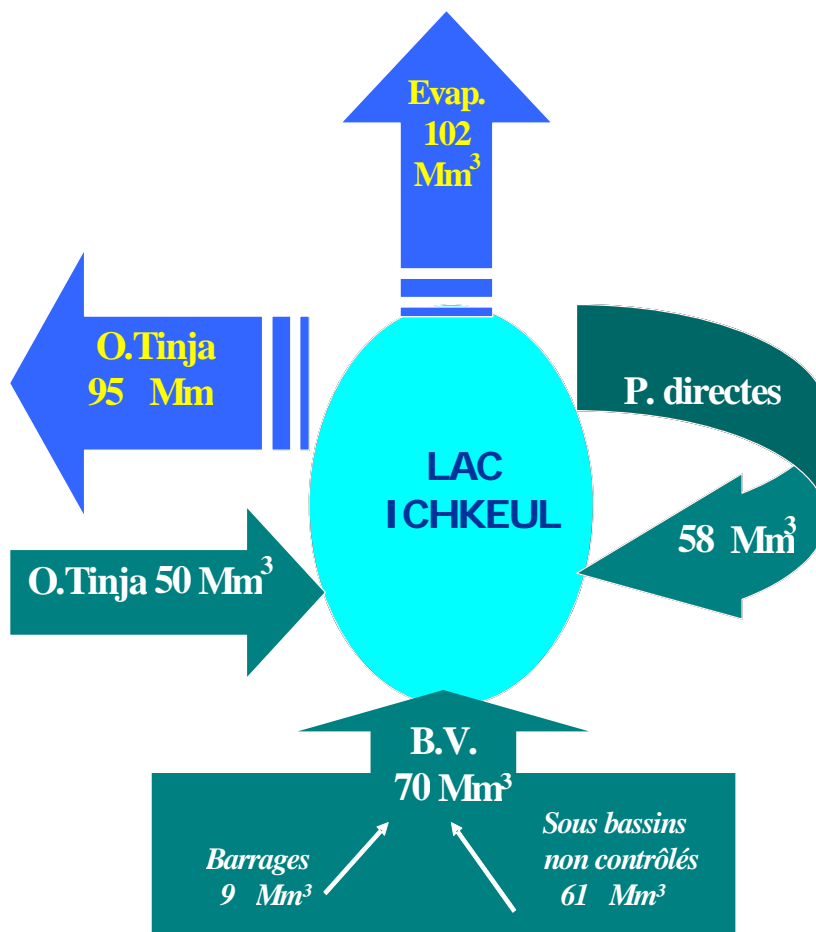 Evap.
102
Mm³
O.Tinja
95 Mm
P. directes
LAC
ICHKEUL
58 Mm³
O.Tinja 50 Mm³
B.V.
70 Mm³
Barrages
9 Mm³
Sous bassins
non contrôlés
61 Mm³